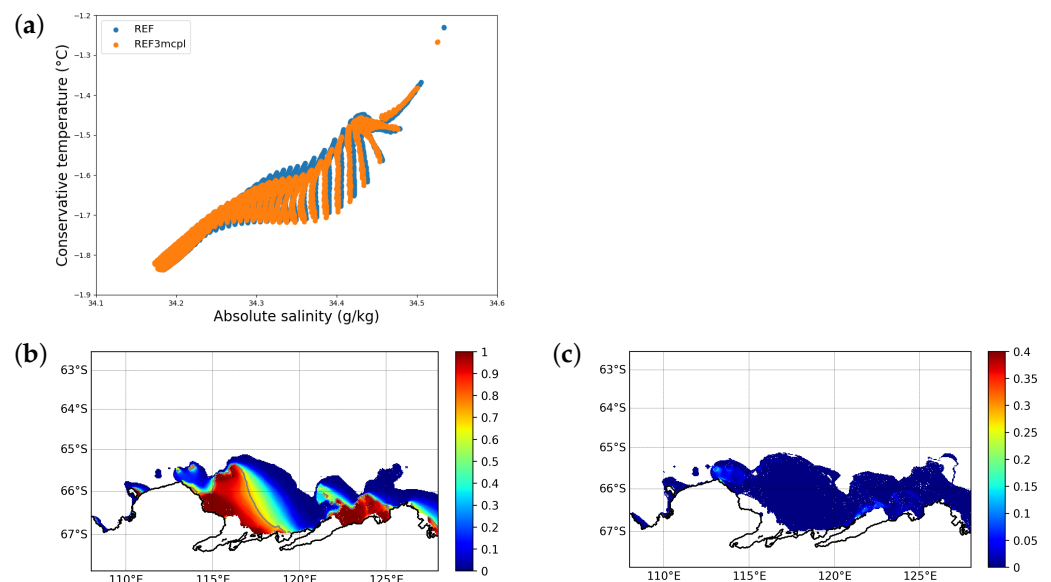 (a)
−1.2
−1.3
−1.4
−1.5
−1.6
−1.7
−1.8
−1.9
Conservative temperature (°C)
REF
REF3mcpl
34.1 34.2 34.3 34.4 34.5 34.6
Absolute salinity (g/kg)
(b)
63°S
64°S
65°S
66°S
67°S
110°E 115°E 120°E 125°E
1
0.9
0.8
0.7
0.6
0.5
0.4
0.3
0.2
0.1
0
(c)
63°S
64°S
65°S
66°S
67°S
110°E 115°E 120°E 125°E
0.4
0.35
0.3
0.25
0.2
0.15
0.1
0.05
0